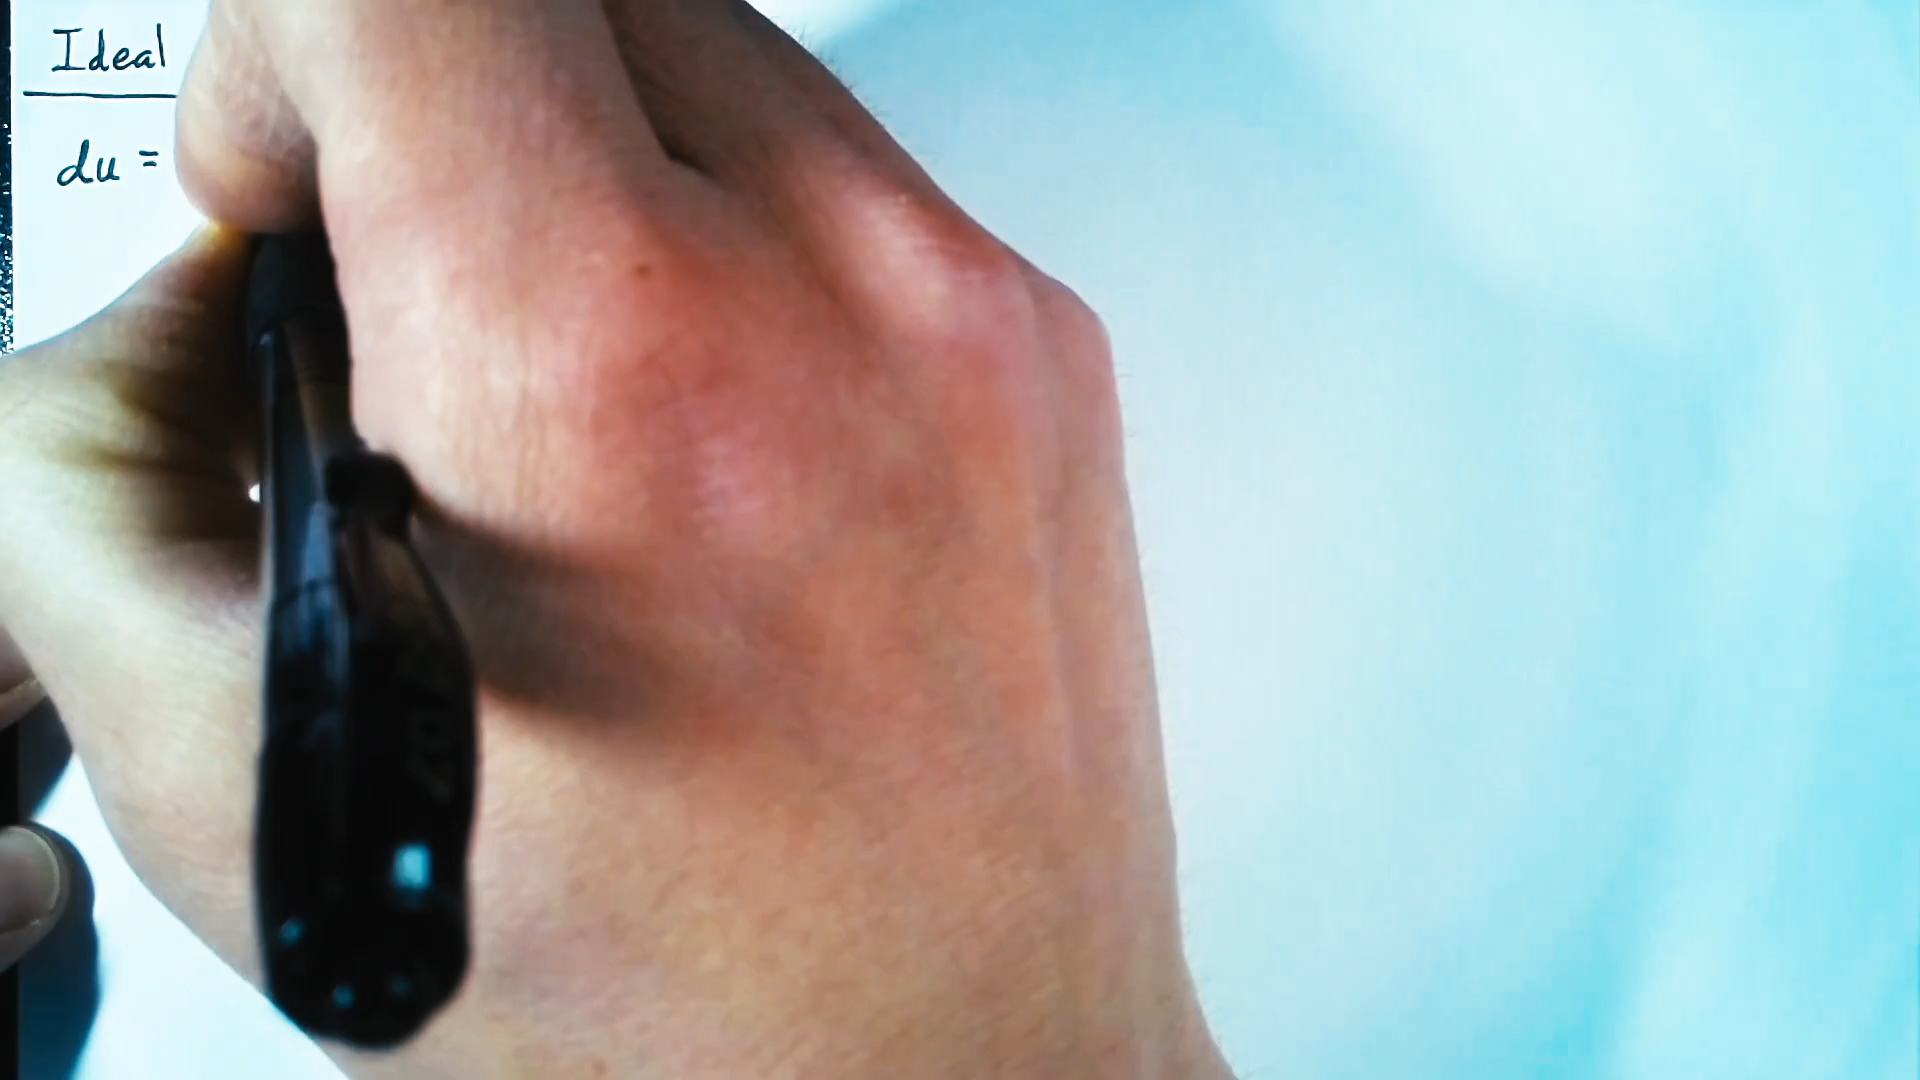 Ideal
du =